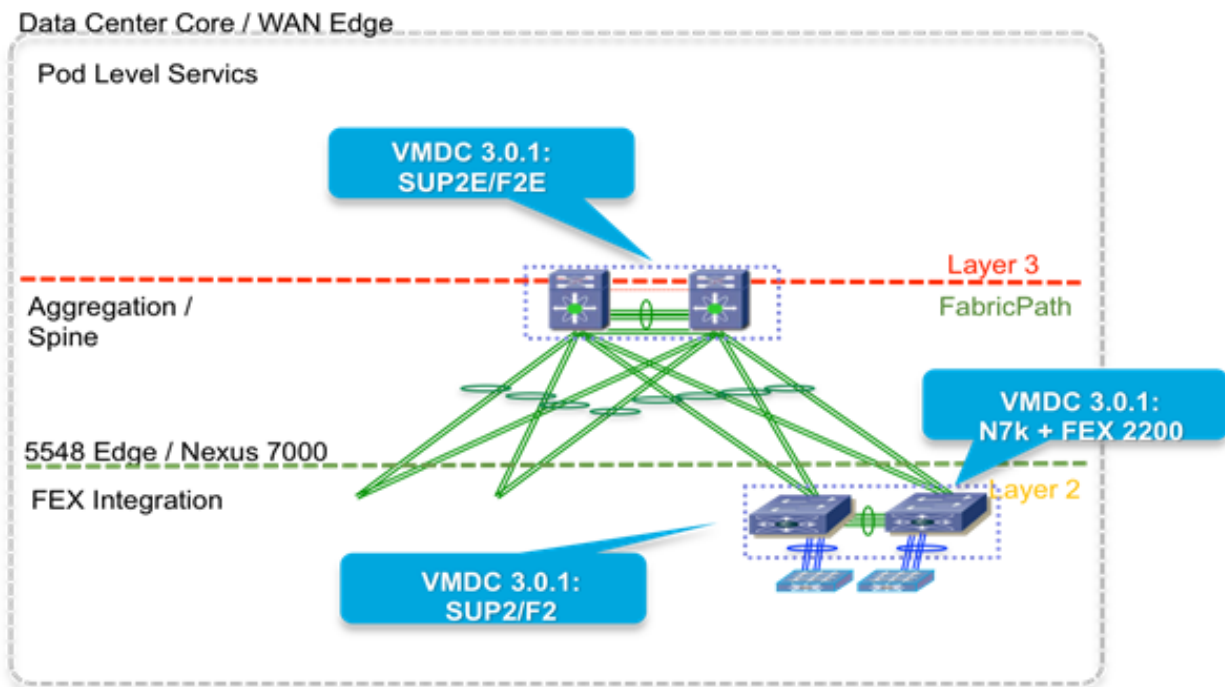 Data Center Core / WAN Edge
Pod Level Servics
VMDC 3.0.1:
SUP2E/F2E
Layer 3
Aggregation /
Spine
FabricPath
VMDC 3.0.1:
N7k + FEX 2200
5548 Edge / Nexus 7000
FEX Integration
Layer 2
VMDC 3.0.1:
SUP2/F2